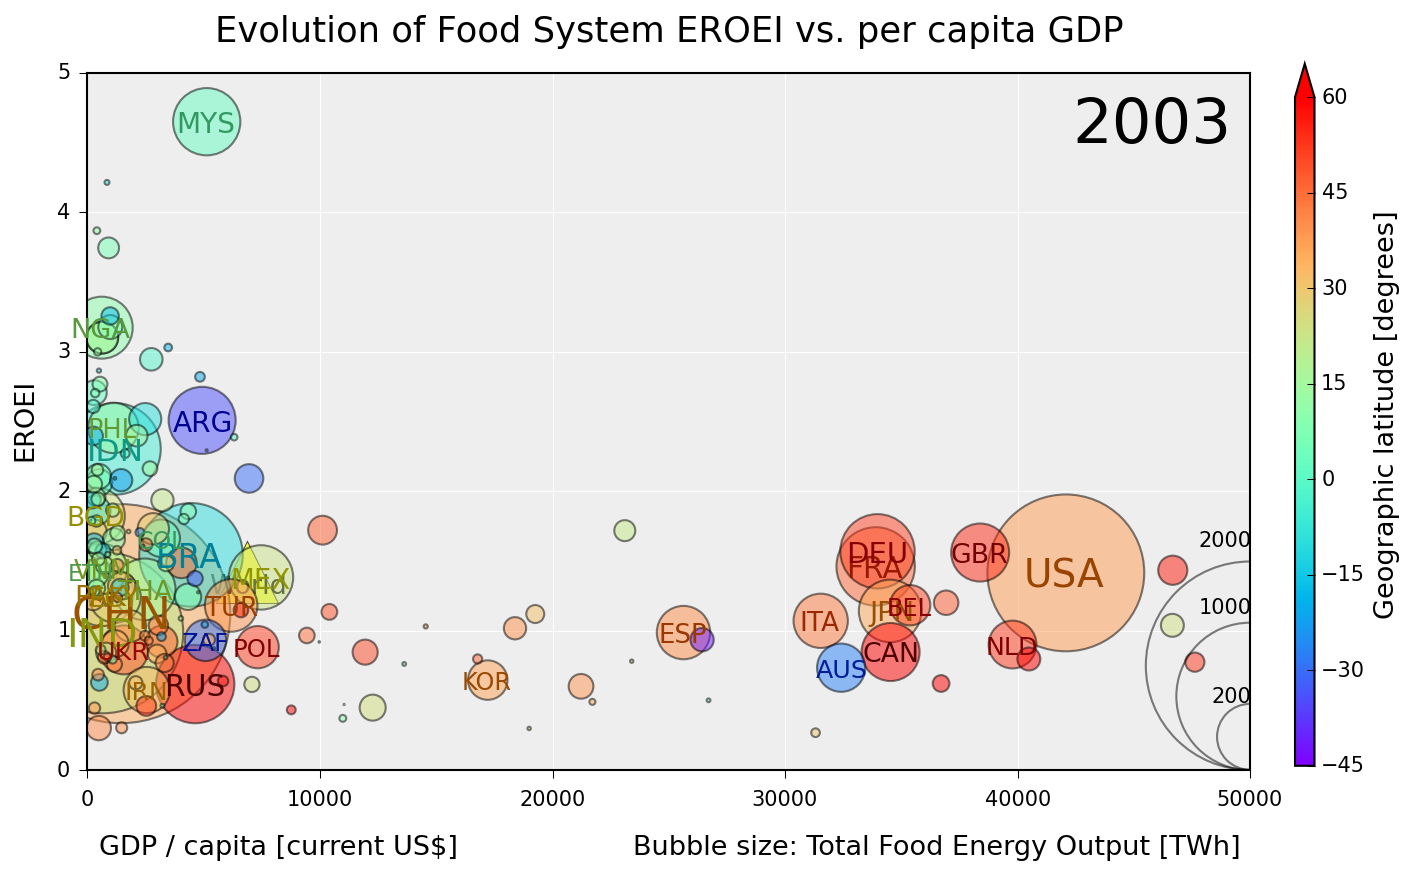 Evolution of Food System EROEI vs. per capita GDP
2003
5
4
3
2
1
0
EROEI
MYS
NGA
ARG
PHL
IDN
BGD
BRA
MEX
World
THA
TUR
CHN
IND
UKR
ZAF
POL
IRN
RUS
KOR
ESP
ITA
AUS
DEU
FRA
JPN
BEL
CAN
GBR
NLD
USA
2000
1000
200
0
10000
20000
30000
40000
50000
GDP / capita [current US$]
Bubble size: Total Food Energy Output [TWh]
60
45
30
15
0
−15
−30
−45
Geographic latitude [degrees]